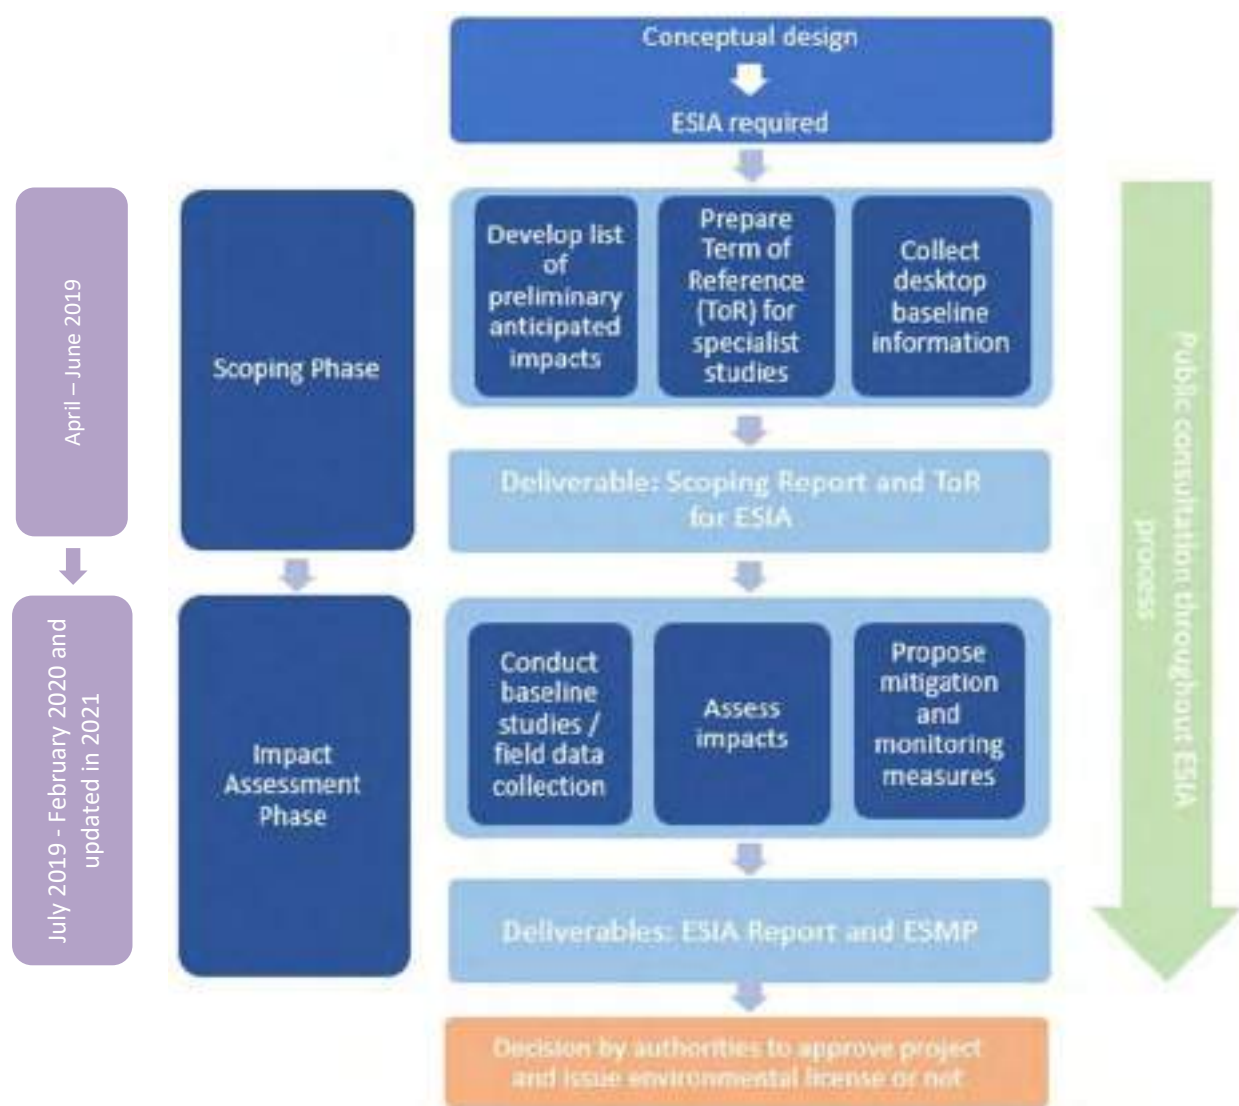 Conceptual design
ESIA required
April – June 2019
Scoping Phase
Develop list
of
preliminary
anticipated
impacts
Prepare
Term of
Reference
(ToR) for
specialist
studies
Collect
desktop
baseline
information
Deliverable: Scoping Report and ToR
for ESIA
July 2019 - February 2020 and
updated in 2021
Impact
Assessment
Phase
Conduct
baseline
studies /
field data
collection
Assess
impacts
Propose
mitigation
and
monitoring
measures
Deliverables: ESIA Report and ESMP
Decision by authorities to approve project
and issue environmental license or not
Public consultation throughout ESIA
process